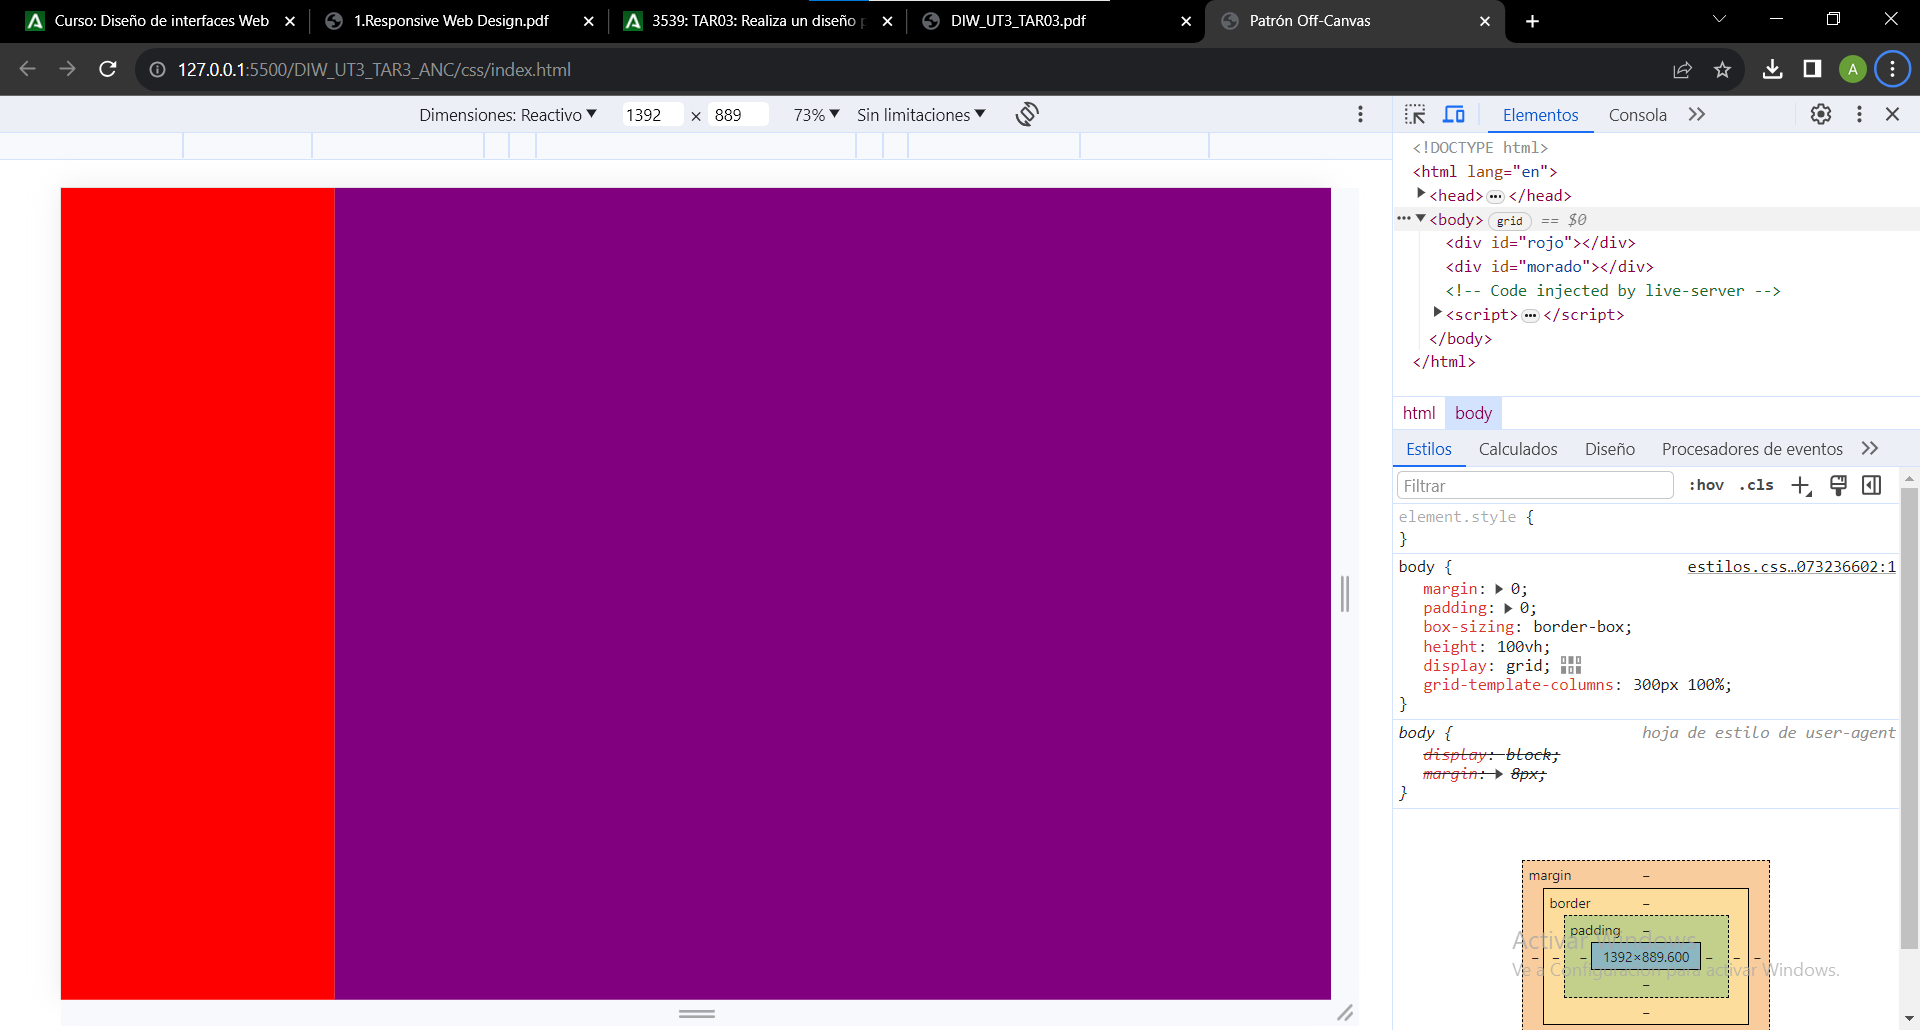 Curso: Diseño de interfaces Web
1.Responsive Web Design.pdf
3539: TAR03: Realiza un diseño
DIW_UT3_TAR03.pdf
Patrón Off-Canvas
127.0.0.1:5500/DIW_UT3_TAR3_ANC/css/index.html
A
Dimensiones: Reactivo ▼ 1392 × 889 73% ▼ Sin limitaciones ▼
Elementos Consola
<!DOCTYPE html>
<html lang="en">
<head> ••• </head>
••• <body> grid == $0
<div id="rojo"></div>
<div id="morado"></div>
<!-- Code injected by live-server -->
<script> ••• </script>
</body>
</html>
html body
Estilos Calculados Diseño Procesadores de eventos
Filtrar :hov .cls
element.style {
}
body { estilos.css…073236602:1
margin: 0;
padding: 0;
box-sizing: border-box;
height: 100vh;
display: grid;
grid-template-columns: 300px 100%;
}
body { hoja de estilo de user-agent
display: block;
margin: 8px;
}
margin –
border –
padding –
– – – 1392×889.600 – – –
–
–
Activar Windows
Ve a Configuración para activar Windows.